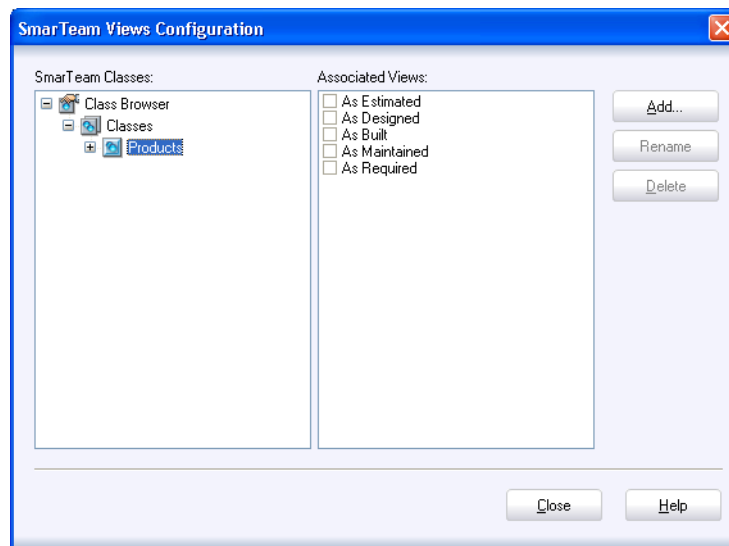 SmarTeam Views Configuration
SmarTeam Classes:
Associated Views:
Class Browser
Classes
Products
As Estimated
As Designed
As Built
As Maintained
As Required
Add...
Rename
Delete
Close
Help